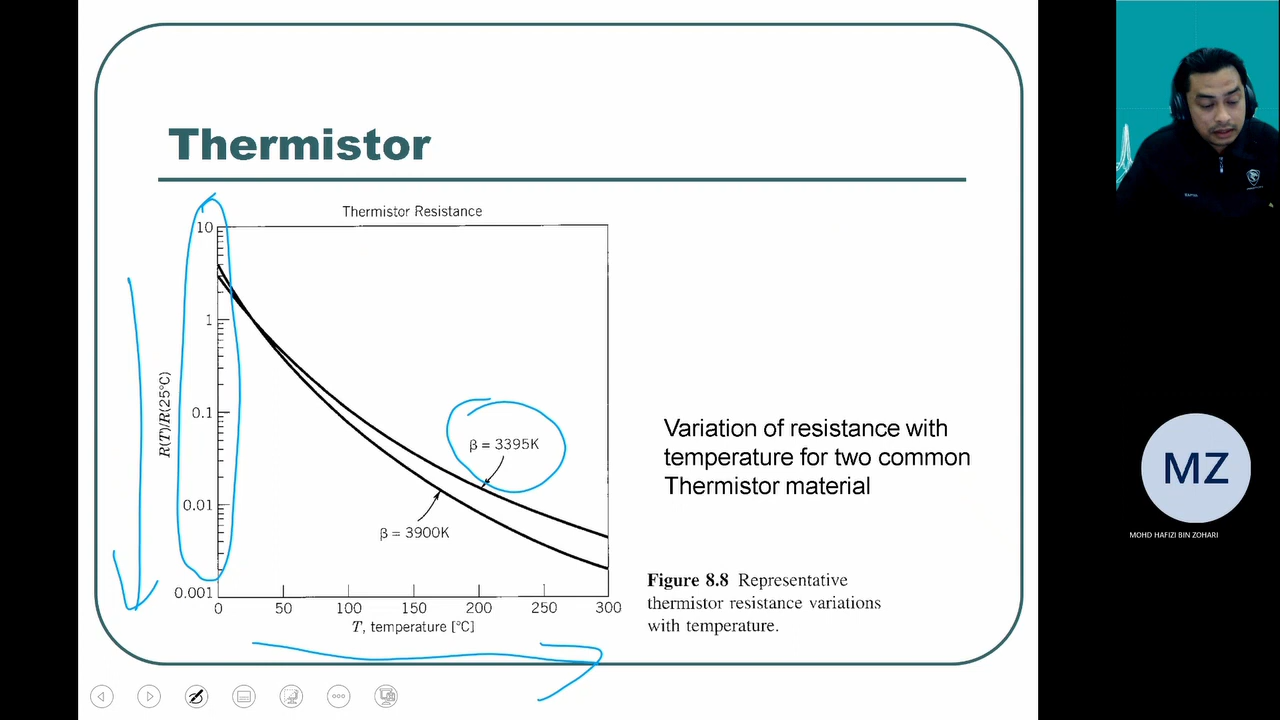 Thermistor
Thermistor Resistance
10
1
0.1
0.01
0.001
R(T)/R(25°C)
β = 3395K
β = 3900K
0 50 100 150 200 250 300
T, temperature [°C]
Variation of resistance with
temperature for two common
Thermistor material
Figure 8.8 Representative
thermistor resistance variations
with temperature.
MZ
MOHD HAFIZI BIN ZOHARI